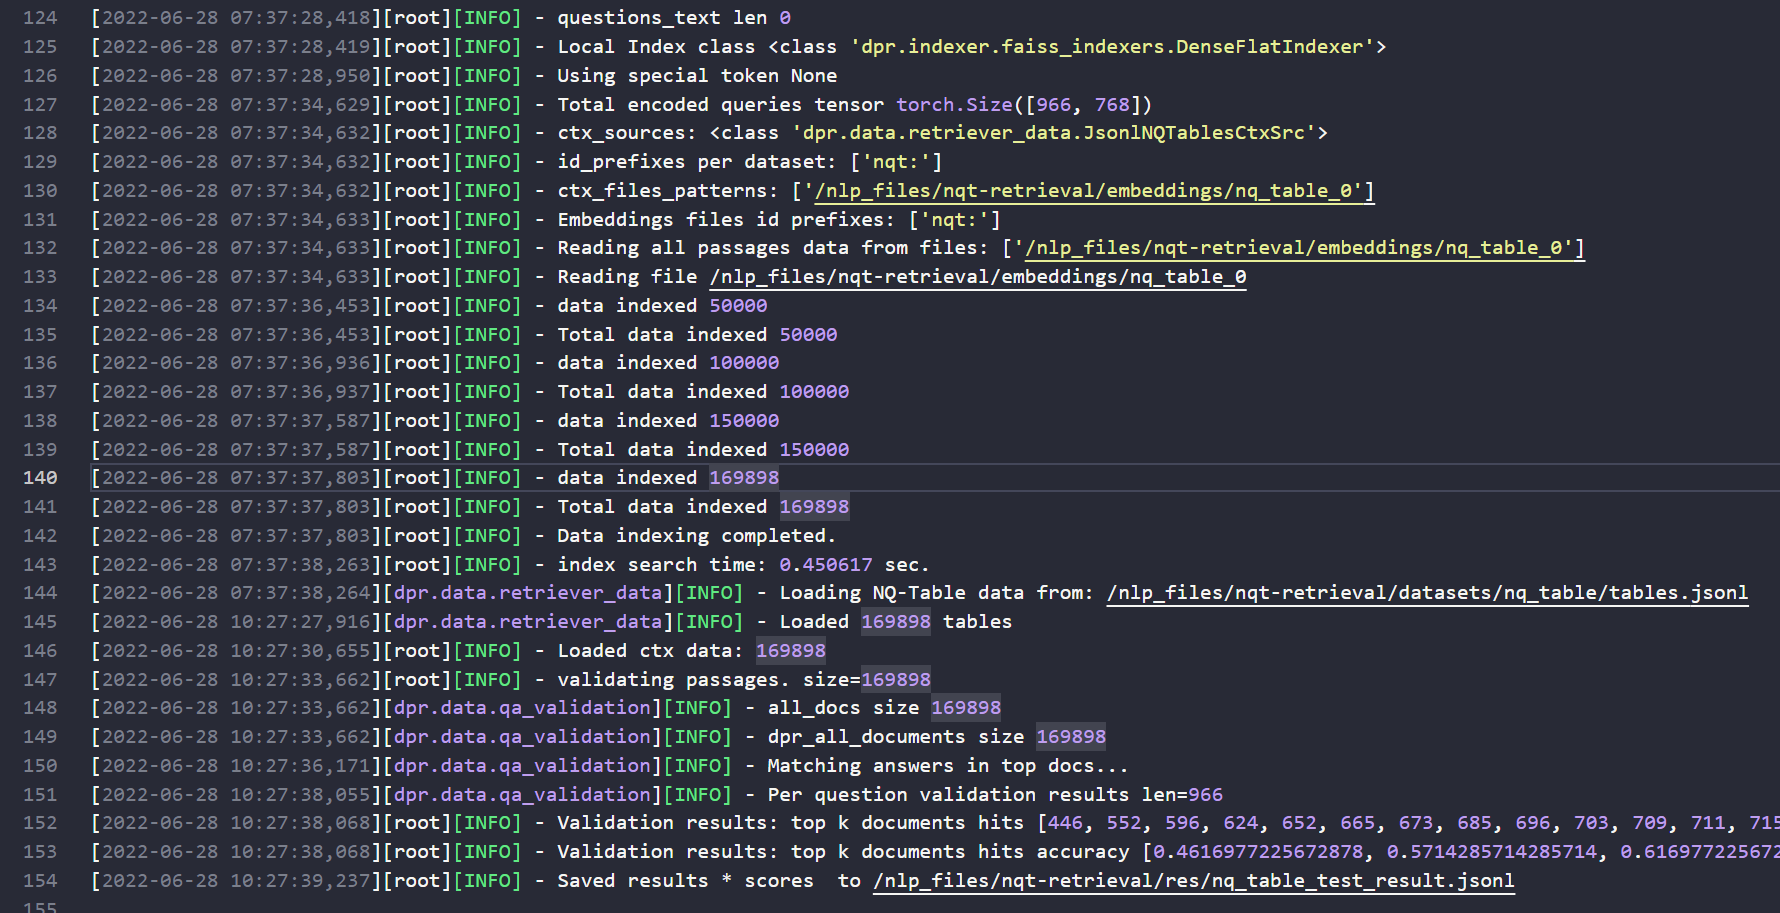 124 [2022-06-28 07:37:28,418][root][INFO] - questions_text len 0
125 [2022-06-28 07:37:28,419][root][INFO] - Local Index class <class 'dpr.indexer.faiss_indexers.DenseFlatIndexer'>
126 [2022-06-28 07:37:28,950][root][INFO] - Using special token None
127 [2022-06-28 07:37:34,629][root][INFO] - Total encoded queries tensor torch.Size([966, 768])
128 [2022-06-28 07:37:34,632][root][INFO] - ctx_sources: <class 'dpr.data.retriever_data.JsonlNQTablesCtxSrc'>
129 [2022-06-28 07:37:34,632][root][INFO] - id_prefixes per dataset: ['nqt:']
130 [2022-06-28 07:37:34,632][root][INFO] - ctx_files_patterns: ['/nlp_files/nqt-retrieval/embeddings/nq_table_0']
131 [2022-06-28 07:37:34,633][root][INFO] - Embeddings files id prefixes: ['nqt:']
132 [2022-06-28 07:37:34,633][root][INFO] - Reading all passages data from files: ['/nlp_files/nqt-retrieval/embeddings/nq_table_0']
133 [2022-06-28 07:37:34,633][root][INFO] - Reading file /nlp_files/nqt-retrieval/embeddings/nq_table_0
134 [2022-06-28 07:37:36,453][root][INFO] - data indexed 50000
135 [2022-06-28 07:37:36,453][root][INFO] - Total data indexed 50000
136 [2022-06-28 07:37:36,936][root][INFO] - data indexed 100000
137 [2022-06-28 07:37:36,937][root][INFO] - Total data indexed 100000
138 [2022-06-28 07:37:37,587][root][INFO] - data indexed 150000
139 [2022-06-28 07:37:37,587][root][INFO] - Total data indexed 150000
140 [2022-06-28 07:37:37,803][root][INFO] - data indexed 169898
141 [2022-06-28 07:37:37,803][root][INFO] - Total data indexed 169898
142 [2022-06-28 07:37:37,803][root][INFO] - Data indexing completed.
143 [2022-06-28 07:37:38,263][root][INFO] - index search time: 0.450617 sec.
144 [2022-06-28 07:37:38,264][dpr.data.retriever_data][INFO] - Loading NQ-Table data from: /nlp_files/nqt-retrieval/datasets/nq_table/tables.jsonl
145 [2022-06-28 10:27:27,916][dpr.data.retriever_data][INFO] - Loaded 169898 tables
146 [2022-06-28 10:27:30,655][root][INFO] - Loaded ctx data: 169898
147 [2022-06-28 10:27:33,662][root][INFO] - validating passages. size=169898
148 [2022-06-28 10:27:33,662][dpr.data.qa_validation][INFO] - all_docs size 169898
149 [2022-06-28 10:27:33,662][dpr.data.qa_validation][INFO] - dpr_all_documents size 169898
150 [2022-06-28 10:27:36,171][dpr.data.qa_validation][INFO] - Matching answers in top docs...
151 [2022-06-28 10:27:38,055][dpr.data.qa_validation][INFO] - Per question validation results len=966
152 [2022-06-28 10:27:38,068][root][INFO] - Validation results: top k documents hits [446, 552, 596, 624, 652, 665, 673, 685, 696, 703, 709, 711, 715
153 [2022-06-28 10:27:38,068][root][INFO] - Validation results: top k documents hits accuracy [0.4616977225672878, 0.5714285714285714, 0.616977225672
154 [2022-06-28 10:27:39,237][root][INFO] - Saved results * scores  to /nlp_files/nqt-retrieval/res/nq_table_test_result.jsonl
155